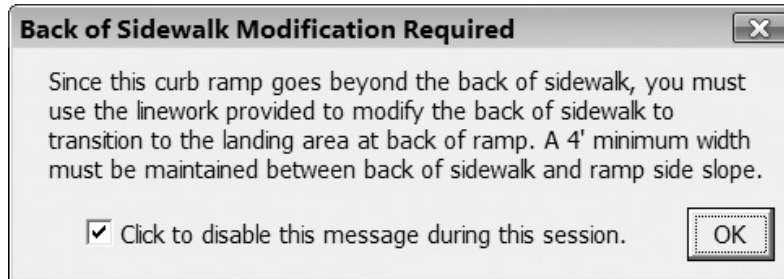 Back of Sidewalk Modification Required
Since this curb ramp goes beyond the back of sidewalk, you must
use the linework provided to modify the back of sidewalk to
transition to the landing area at back of ramp. A 4' minimum width
must be maintained between back of sidewalk and ramp side slope.
Click to disable this message during this session.
OK